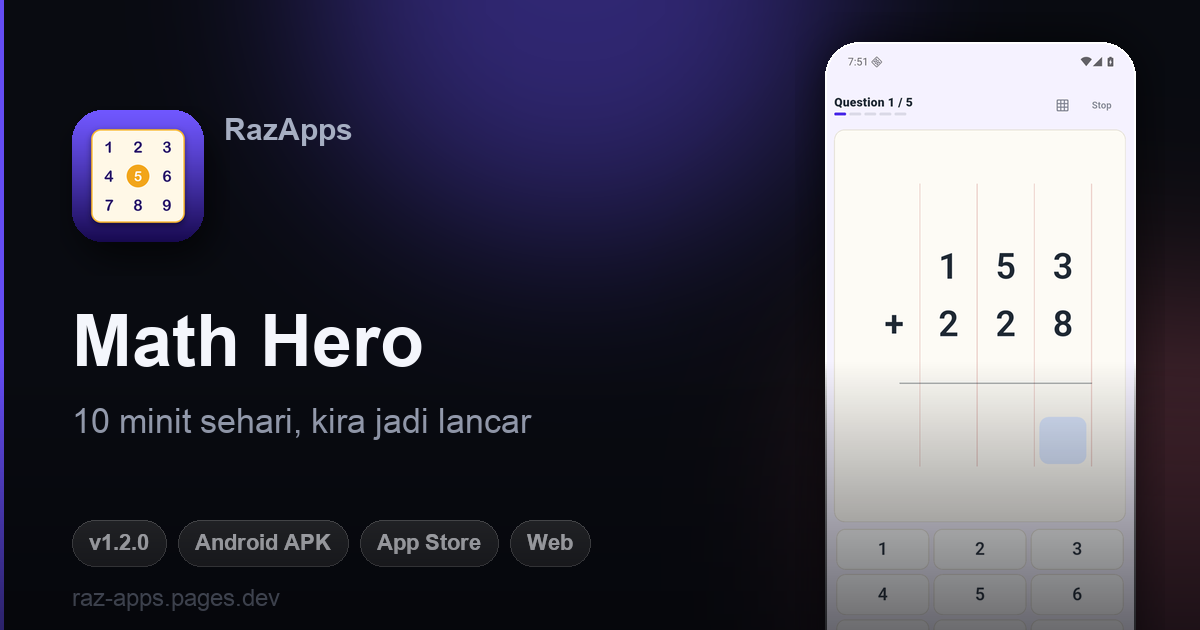 RazApps
1 2 3
4 5 6
7 8 9
Math Hero
10 minit sehari, kira jadi lancar
v1.2.0
Android APK
App Store
Web
raz-apps.pages.dev
7:51
Question 1 / 5
Stop
1 5 3
+ 2 2 8
1 2 3
4 5 6